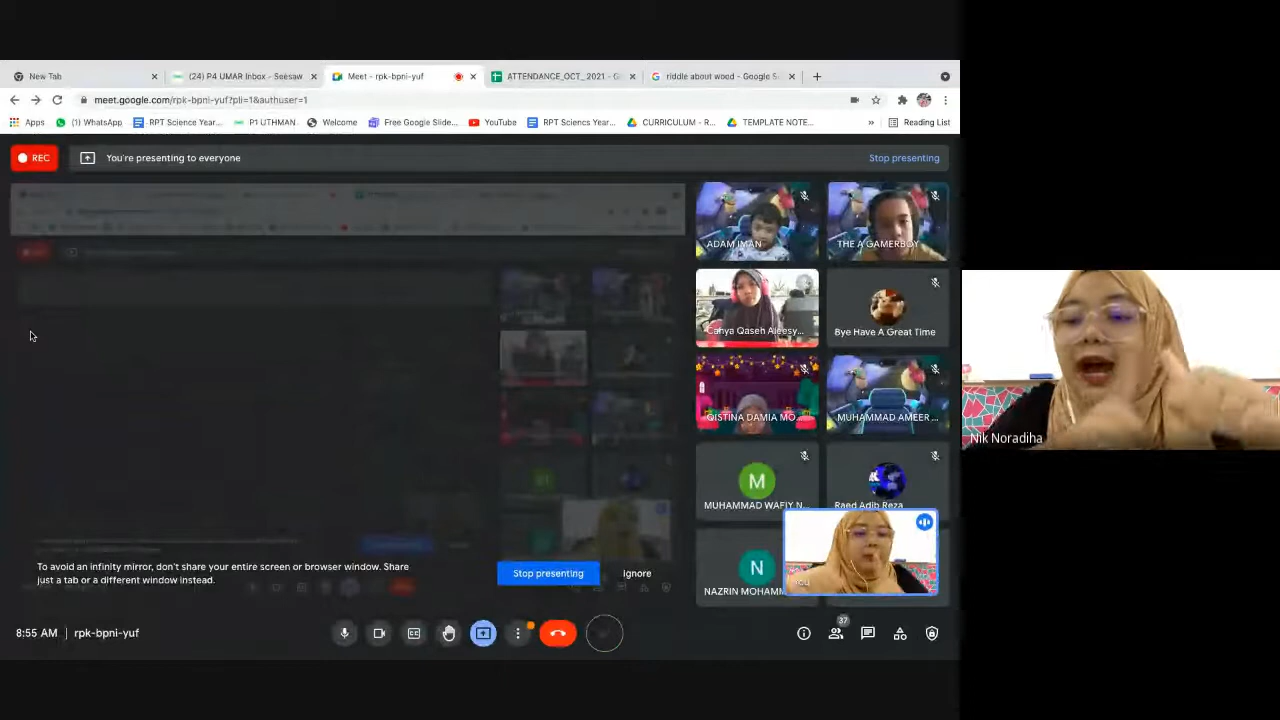 New Tab
(24) P4 UMAR Inbox - Seesaw
Meet - rpk-bpni-yuf
ATTENDANCE_OCT_ 2021 - G
riddle about wood - Google S
meet.google.com/rpk-bpni-yuf?pli=1&authuser=1
Apps
(1) WhatsApp
RPT Science Year...
P1 UTHMAN
Welcome
Free Google Slide...
YouTube
RPT Sciencs Year...
CURRICULUM - R...
TEMPLATE NOTE...
»
Reading List
REC
You're presenting to everyone
Stop presenting
ADAM IMAN
THE A GAMERBOY
Cahya Qaseh Aleesy...
Bye Have A Great Time
QISTINA DAMIA MO...
MUHAMMAD AMEER ...
Nik Noradiha
M
MUHAMMAD WAFIY N...
Raed Adib Reza
To avoid an infinity mirror, don't share your entire screen or browser window. Share
just a tab or a different window instead.
Stop presenting
Ignore
N
NAZRIN MOHAMM
You
8:55 AM | rpk-bpni-yuf
37